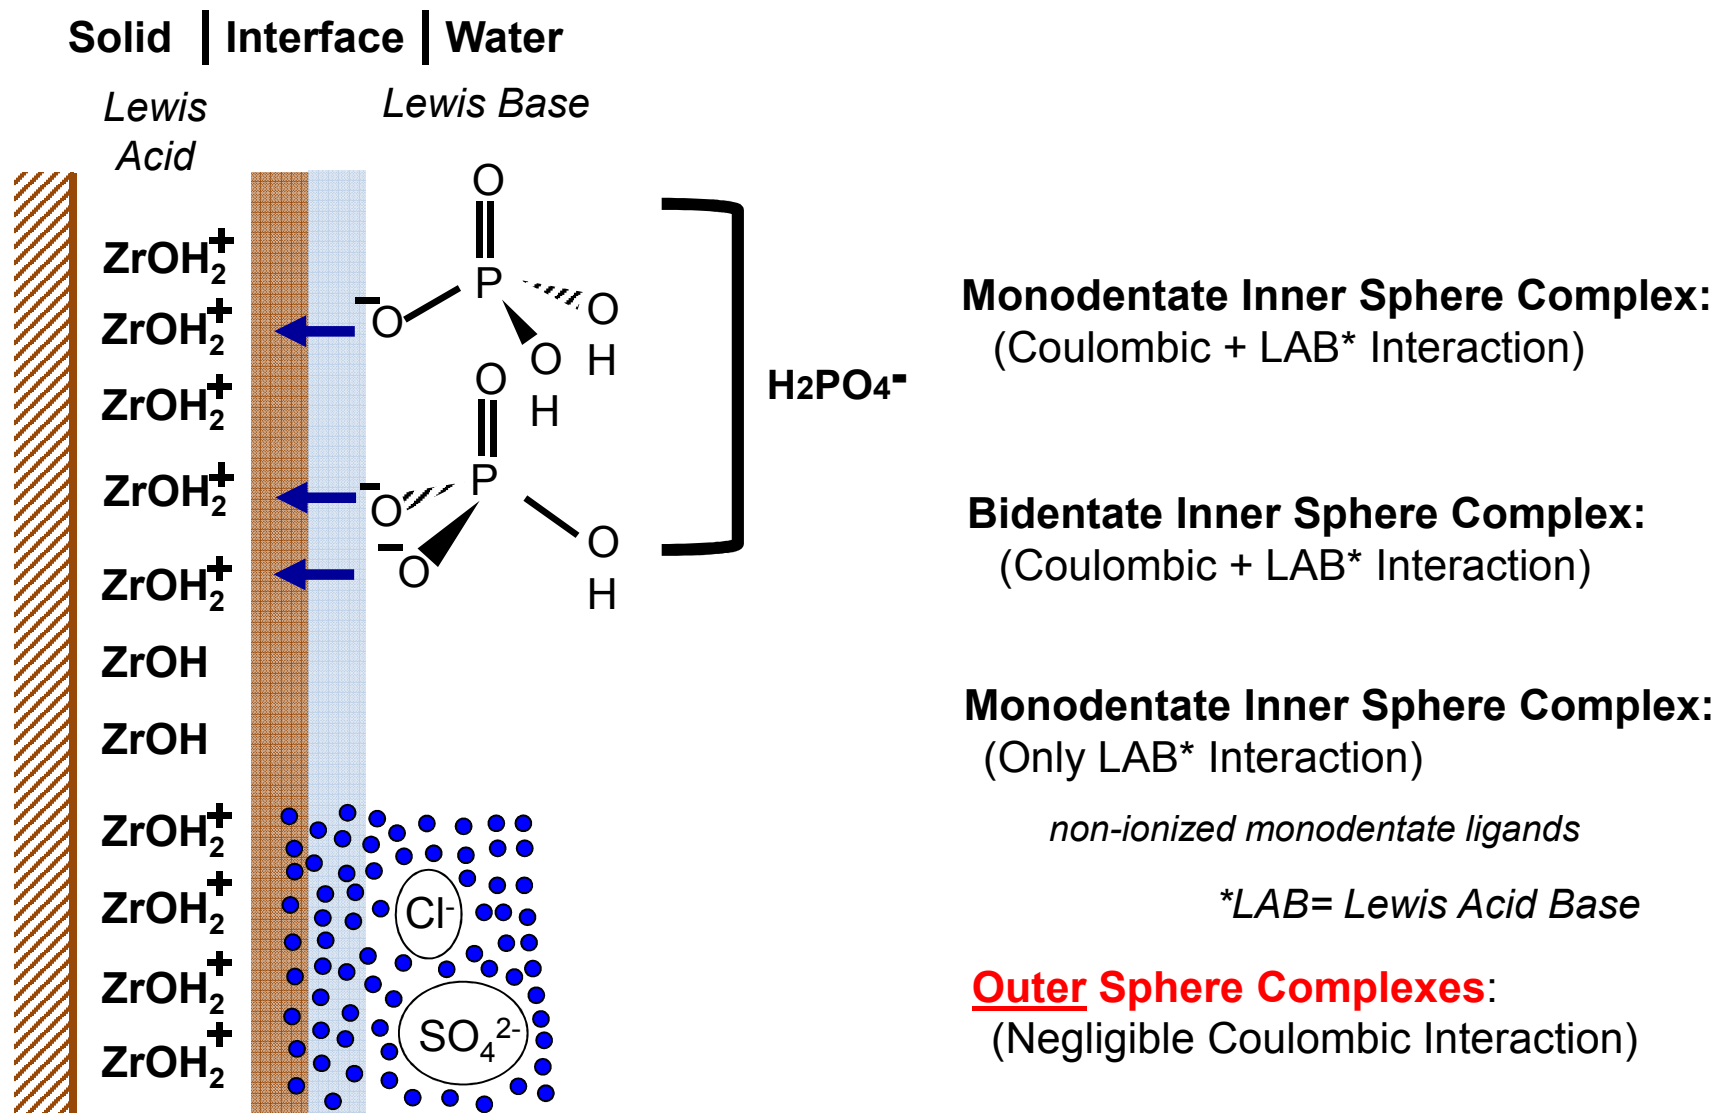 Solid | Interface | Water
Lewis Acid
Lewis Base
ZrOH₂⁺
ZrOH₂⁺
ZrOH₂⁺
ZrOH₂⁺
ZrOH₂⁺
ZrOH
ZrOH
ZrOH₂⁺
ZrOH₂⁺
ZrOH₂⁺
ZrOH₂⁺
O
P
⁻O
O
H
O
H
O
P
⁻O
⁻O
O
H
H2PO4⁻
Cl⁻
SO₄²⁻
Monodentate Inner Sphere Complex:
(Coulombic + LAB* Interaction)
Bidentate Inner Sphere Complex:
(Coulombic + LAB* Interaction)
Monodentate Inner Sphere Complex:
(Only LAB* Interaction)
non-ionized monodentate ligands
*LAB= Lewis Acid Base
Outer Sphere Complexes:
(Negligible Coulombic Interaction)